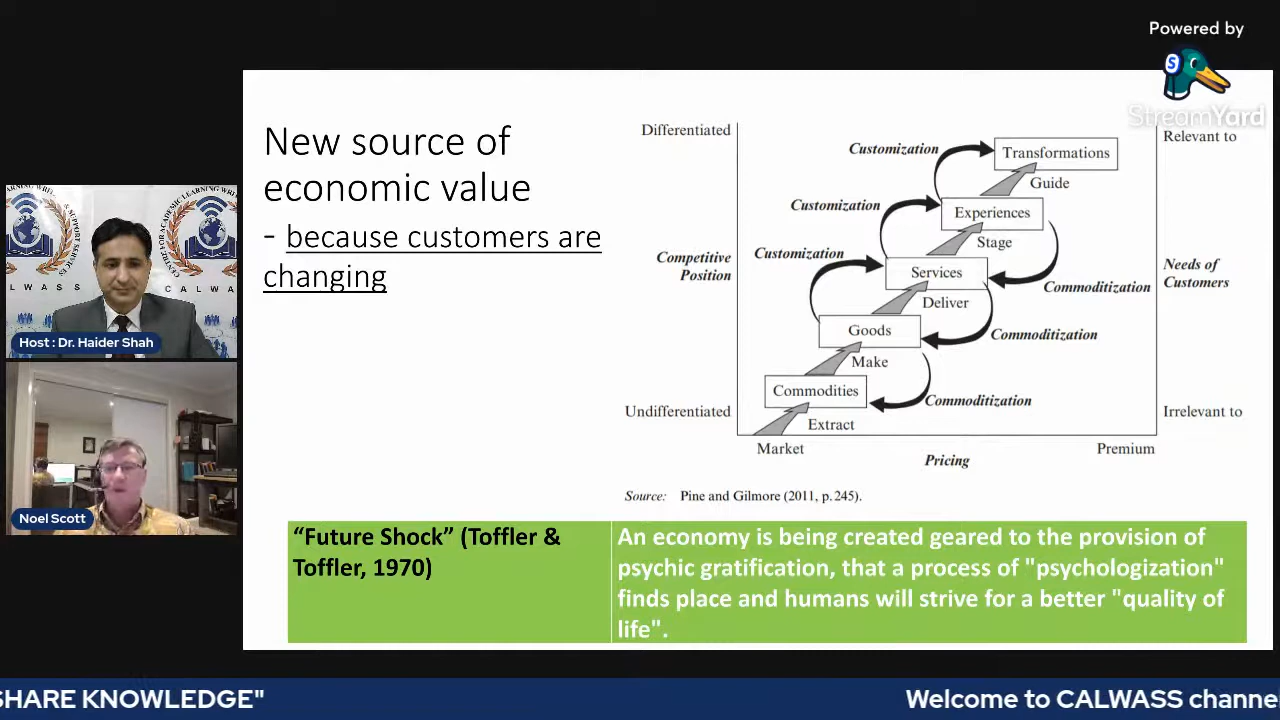 Powered by
S
StreamYard
New source of
economic value
- because customers are
changing
Differentiated
Relevant to
Customization
Transformations
Guide
Customization
Experiences
Stage
Competitive
Position
Customization
Services
Needs of
Customers
Commoditization
Deliver
Goods
Commoditization
Make
Commodities
Undifferentiated
Commoditization
Irrelevant to
Extract
Market
Premium
Pricing
Source: Pine and Gilmore (2011, p. 245).
“Future Shock” (Toffler &
Toffler, 1970)
An economy is being created geared to the provision of
psychic gratification, that a process of "psychologization"
finds place and humans will strive for a better "quality of
life".
CALWASS
CALWA
Host : Dr. Haider Shah
Noel Scott
SHARE KNOWLEDGE"
Welcome to CALWASS channe